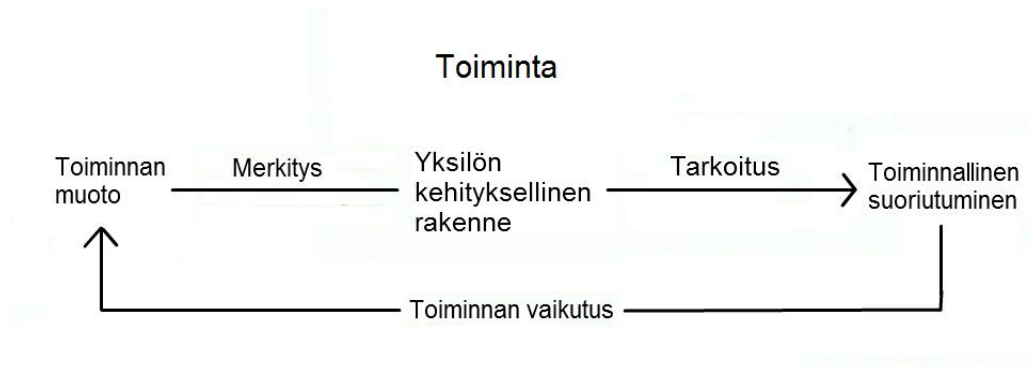 Toiminta
Toiminnan
muoto
Merkitys
Yksilön
kehityksellinen
rakenne
Tarkoitus
Toiminnallinen
suoriutuminen
Toiminnan vaikutus